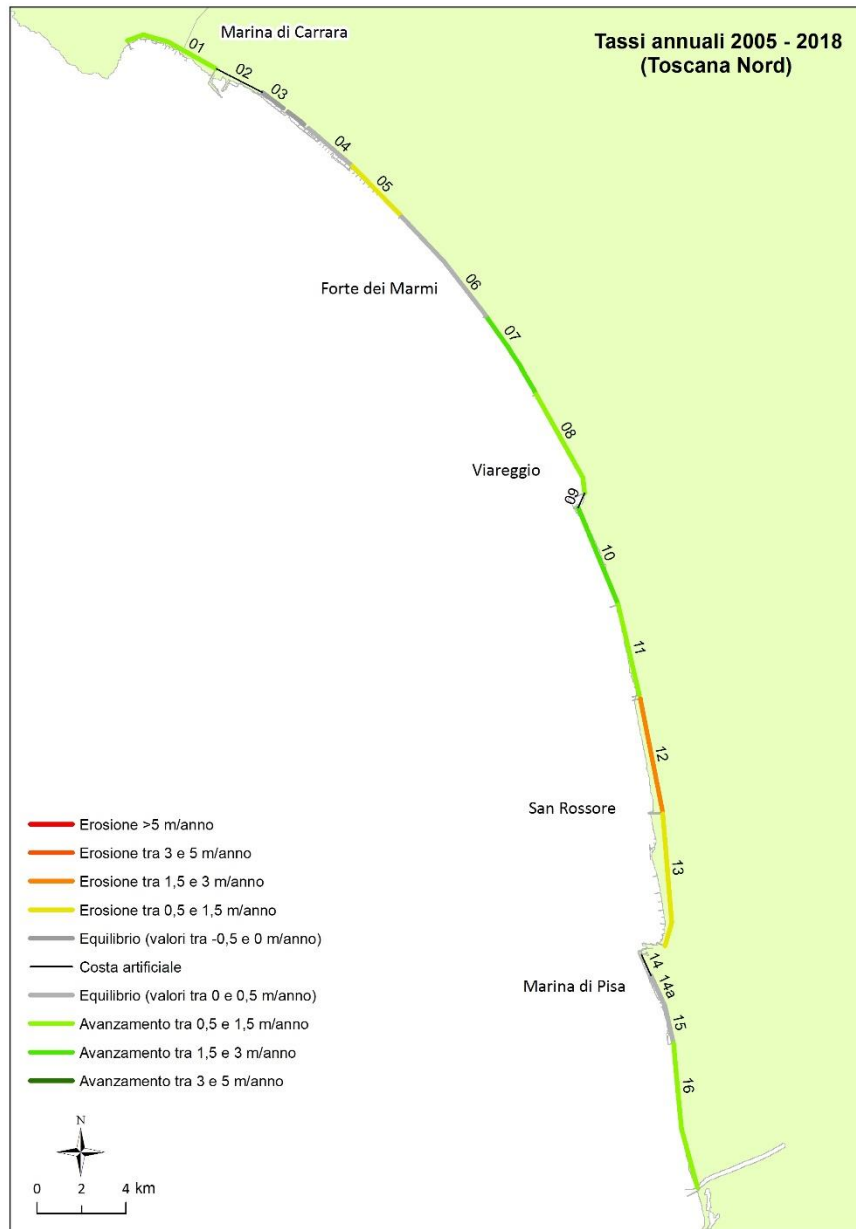 Tassi annuali 2005 - 2018
(Toscana Nord)
Marina di Carrara
01
02
03
04
05
06
Forte dei Marmi
07
08
Viareggio
09
10
11
12
San Rossore
13
14
Marina di Pisa
14a
15
16
Erosione >5 m/anno
Erosione tra 3 e 5 m/anno
Erosione tra 1,5 e 3 m/anno
Erosione tra 0,5 e 1,5 m/anno
Equilibrio (valori tra -0,5 e 0 m/anno)
Costa artificiale
Equilibrio (valori tra 0 e 0,5 m/anno)
Avanzamento tra 0,5 e 1,5 m/anno
Avanzamento tra 1,5 e 3 m/anno
Avanzamento tra 3 e 5 m/anno
N
0 2 4 km